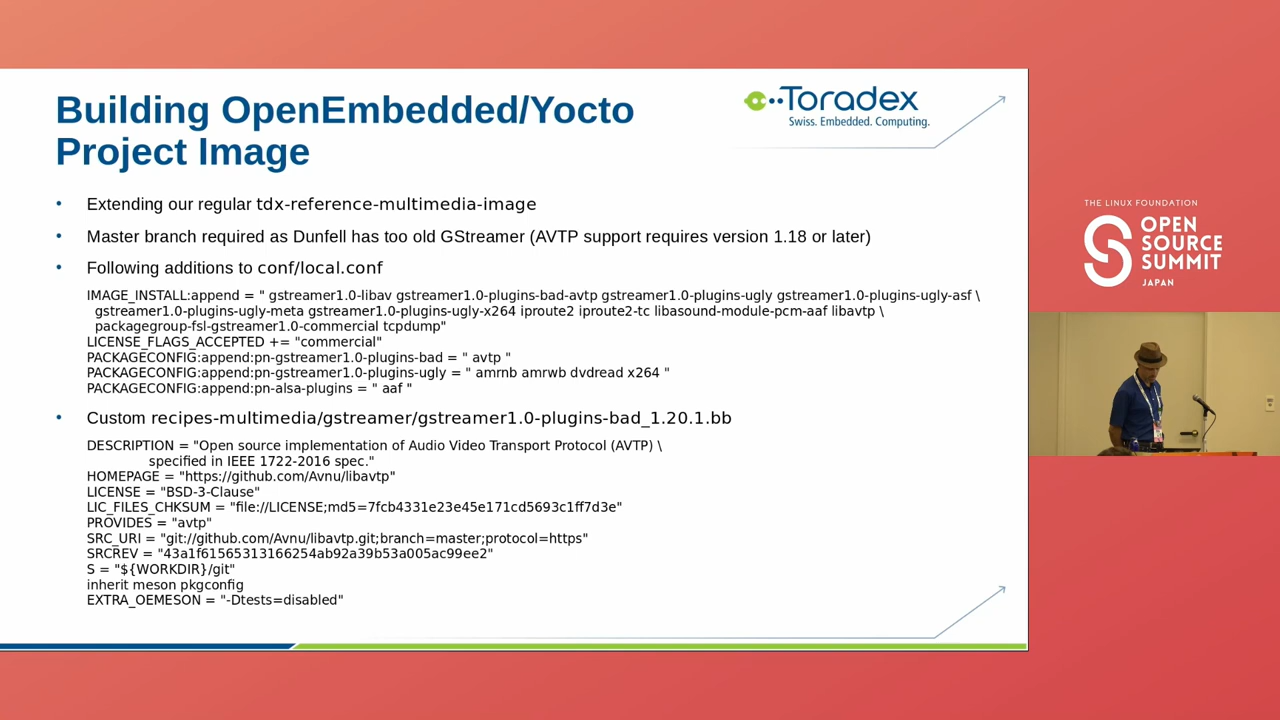 Building OpenEmbedded/Yocto
Project Image
Toradex
Swiss. Embedded. Computing.
• Extending our regular tdx-reference-multimedia-image
• Master branch required as Dunfell has too old GStreamer (AVTP support requires version 1.18 or later)
• Following additions to conf/local.conf
IMAGE_INSTALL:append = " gstreamer1.0-libav gstreamer1.0-plugins-bad-avtp gstreamer1.0-plugins-ugly gstreamer1.0-plugins-ugly-asf \
gstreamer1.0-plugins-ugly-meta gstreamer1.0-plugins-ugly-x264 iproute2 iproute2-tc libasound-module-pcm-aaf libavtp \
packagegroup-fsl-gstreamer1.0-commercial tcpdump"
LICENSE_FLAGS_ACCEPTED += "commercial"
PACKAGECONFIG:append:pn-gstreamer1.0-plugins-bad = " avtp "
PACKAGECONFIG:append:pn-gstreamer1.0-plugins-ugly = " amrnb amrwb dvdread x264 "
PACKAGECONFIG:append:pn-alsa-plugins = " aaf "
• Custom recipes-multimedia/gstreamer/gstreamer1.0-plugins-bad_1.20.1.bb
DESCRIPTION = "Open source implementation of Audio Video Transport Protocol (AVTP) \
specified in IEEE 1722-2016 spec."
HOMEPAGE = "https://github.com/Avnu/libavtp"
LICENSE = "BSD-3-Clause"
LIC_FILES_CHKSUM = "file://LICENSE;md5=7fcb4331e23e45e171cd5693c1ff7d3e"
PROVIDES = "avtp"
SRC_URI = "git://github.com/Avnu/libavtp.git;branch=master;protocol=https"
SRCREV = "43a1f61565313166254ab92a39b53a005ac99ee2"
S = "${WORKDIR}/git"
inherit meson pkgconfig
EXTRA_OEMESON = "-Dtests=disabled"
THE LINUX FOUNDATION
OPEN
SOURCE
SUMMIT
JAPAN